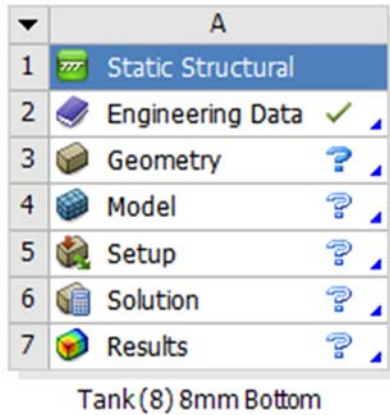 A
1 Static Structural
2 Engineering Data
3 Geometry
4 Model
5 Setup
6 Solution
7 Results
Tank (8) 8mm Bottom